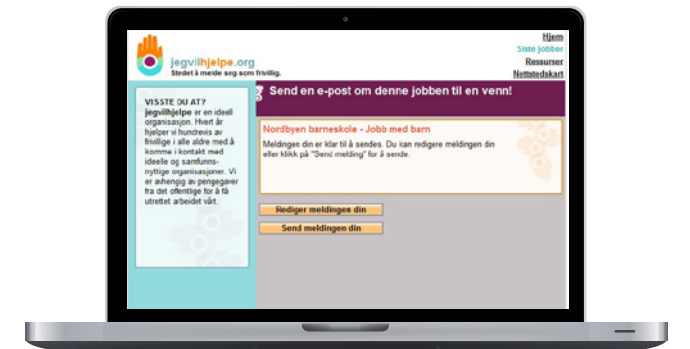 jegvilhjelpe.org
Stedet å melde seg som frivillig.
Hjem
Siste jobber
Ressurser
Nettstedskart
VISSTE DU AT?
jegvilhjelpe er en ideell
organisasjon. Hvert år
hjelper vi hundrevis av
frivillige i alle aldre med å
komme i kontakt med
ideelle og samfunns-
nyttige organisasjoner. Vi
er avhengig av pengegaver
fra det offentlige for å få
utrettet arbeidet vårt.
Send en e-post om denne jobben til en venn!
Nordbyen barneskole - Jobb med barn
Meldingen din er klar til å sendes. Du kan redigere meldingen din
eller klikk på "Send melding" for å sende.
Rediger meldingen din
Send meldingen din